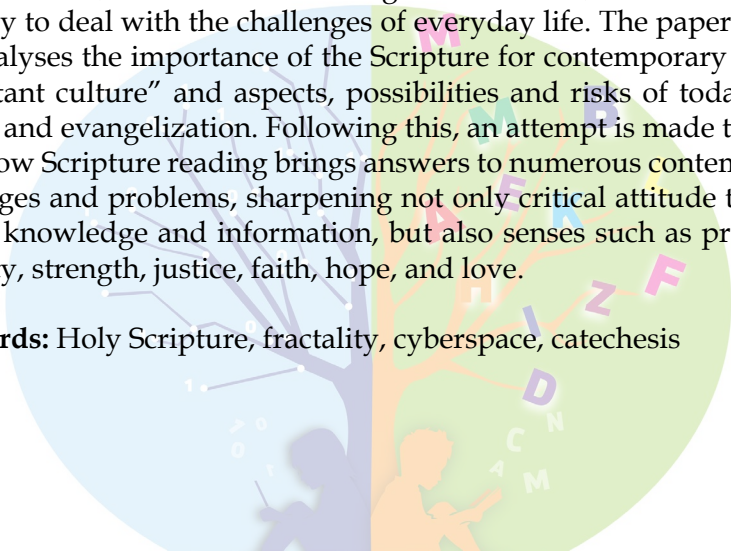 y to deal with the challenges of everyday life. The paper
alyses the importance of the Scripture for contemporary
tant culture” and aspects, possibilities and risks of toda
and evangelization. Following this, an attempt is made t
ow Scripture reading brings answers to numerous conten
ges and problems, sharpening not only critical attitude t
knowledge and information, but also senses such as pr
y, strength, justice, faith, hope, and love.
rds: Holy Scripture, fractality, cyberspace, catechesis